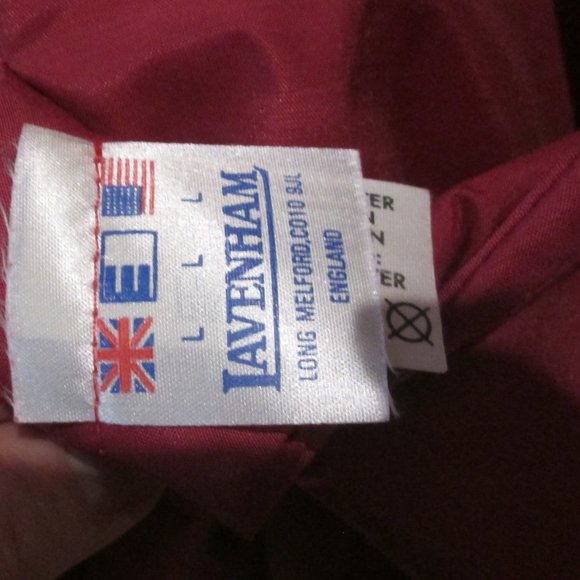 E
L L L
LAVENHAM
LONG MELFORD,CO10 9JL
ENGLAND
TER
N
N
TER